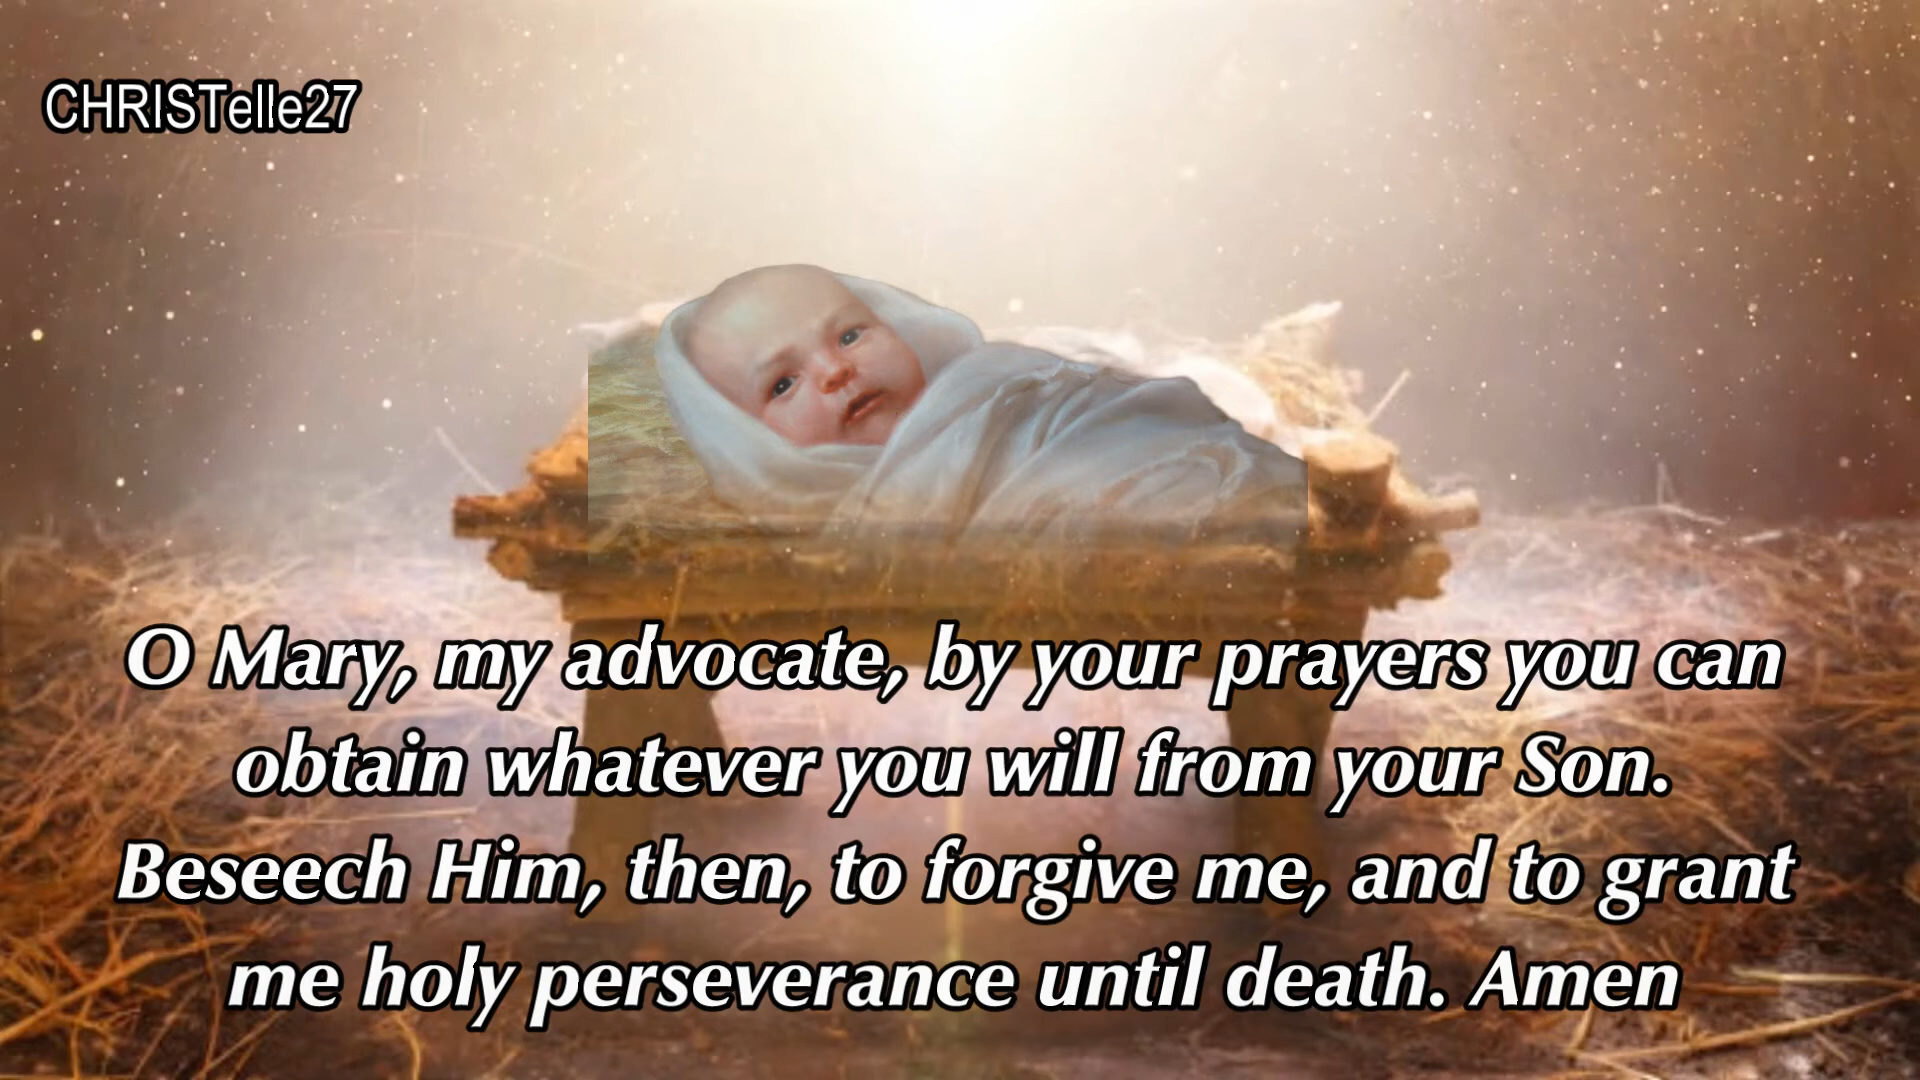 CHRISTelle27
O Mary, my advocate, by your prayers you can
obtain whatever you will from your Son.
Beseech Him, then, to forgive me, and to grant
me holy perseverance until death. Amen